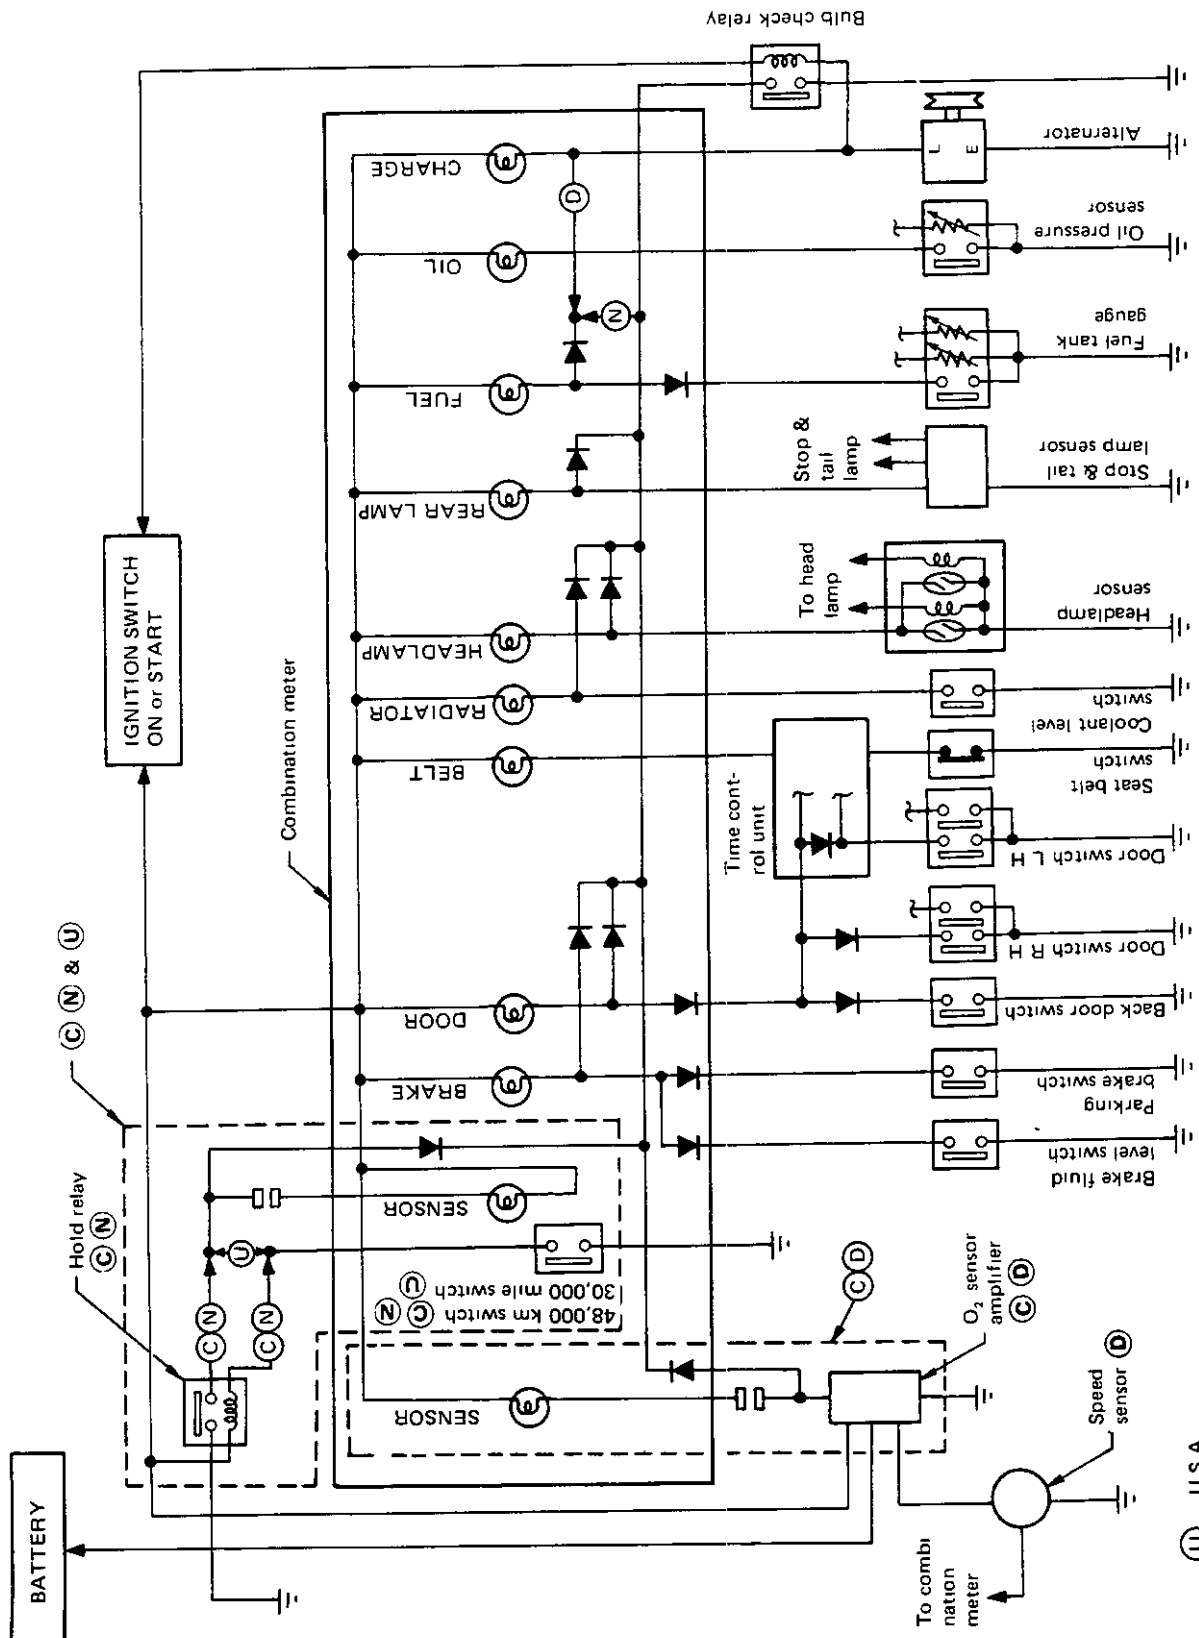 Bulb check relay
IGNITION SWITCH
ON or START
Combination meter
CHARGE
OIL
FUEL
REAR LAMP
HEADLAMP
RADIATOR
BELT
DOOR
BRAKE
SENSOR
SENSOR
D
N
L
E
Alternator
Oil pressure
sensor
Fuel tank
gauge
Stop &
tail
lamp
Stop & tail
lamp sensor
To head
lamp
Headlamp
sensor
Coolant level
switch
Seat belt
switch
Time cont-
rol unit
Door switch L H
Door switch R H
Back door switch
Parking
brake switch
Brake fluid
level switch
C N & U
Hold relay
C N
C N
C N
U
48,000 km switch C N
30,000 mile switch U
C D
O2 sensor
amplifier
C D
Speed
sensor D
BATTERY
To combi
nation
meter
U U.S.A.